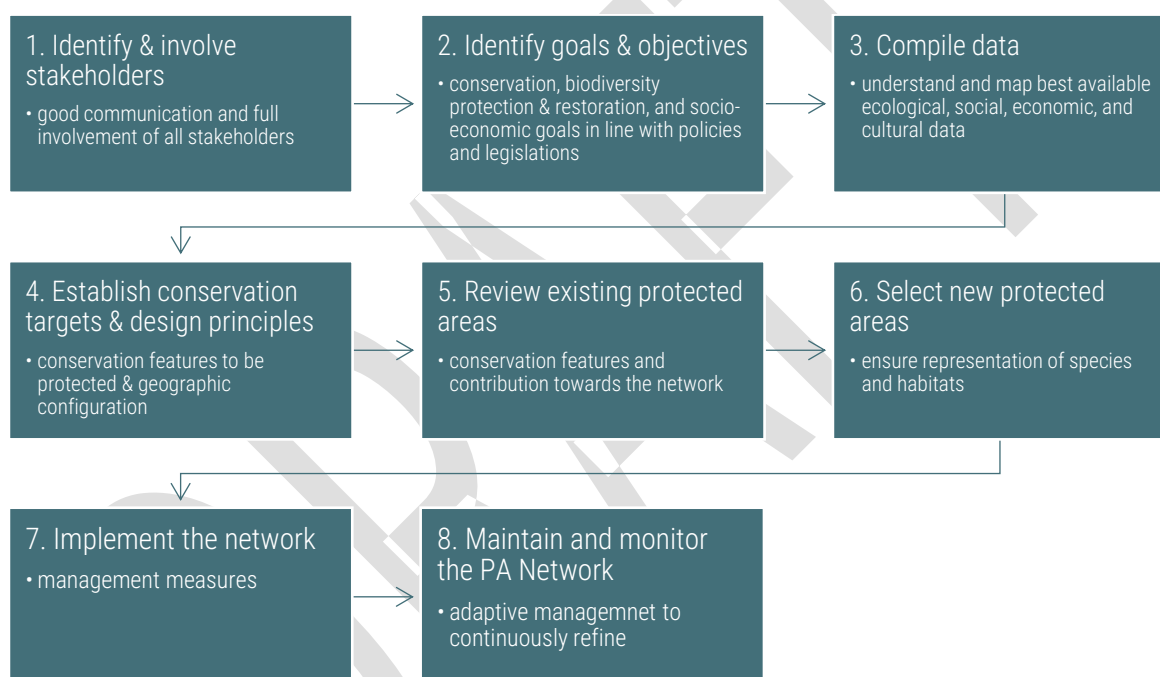 1. Identify & involve
stakeholders
• good communication and full
involvement of all stakeholders
2. Identify goals & objectives
• conservation, biodiversity
protection & restoration, and socio-
economic goals in line with policies
and legislations
3. Compile data
• understand and map best available
ecological, social, economic, and
cultural data
4. Establish conservation
targets & design principles
• conservation features to be
protected & geographic
configuration
5. Review existing protected
areas
• conservation features and
contribution towards the network
6. Select new protected
areas
• ensure representation of species
and habitats
7. Implement the network
• management measures
8. Maintain and monitor
the PA Network
• adaptive managemnet to
continuously refine